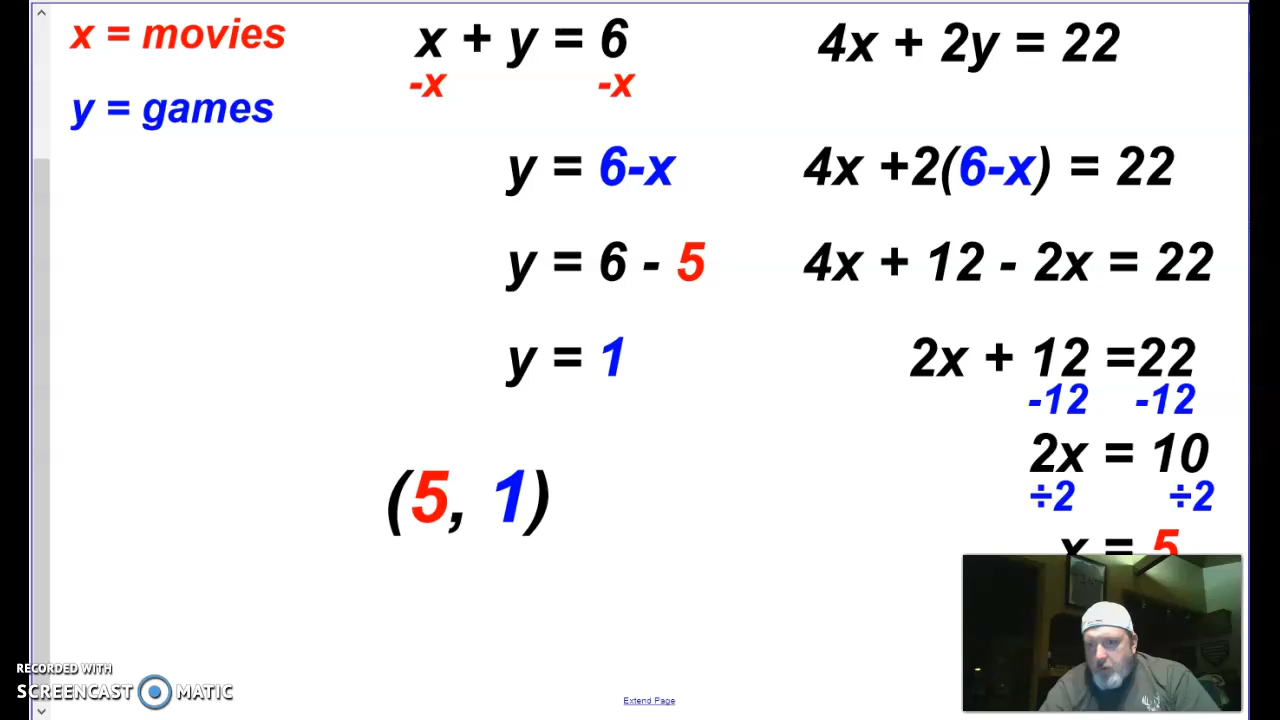 x = movies
y = games
x + y = 6
-x -x
y = 6-x
y = 6 - 5
y = 1
(5, 1)
4x + 2y = 22
4x +2(6-x) = 22
4x + 12 - 2x = 22
2x + 12 =22
-12 -12
2x = 10
÷2 ÷2
x = 5
RECORDED WITH
SCREENCAST MATIC
Extend Page